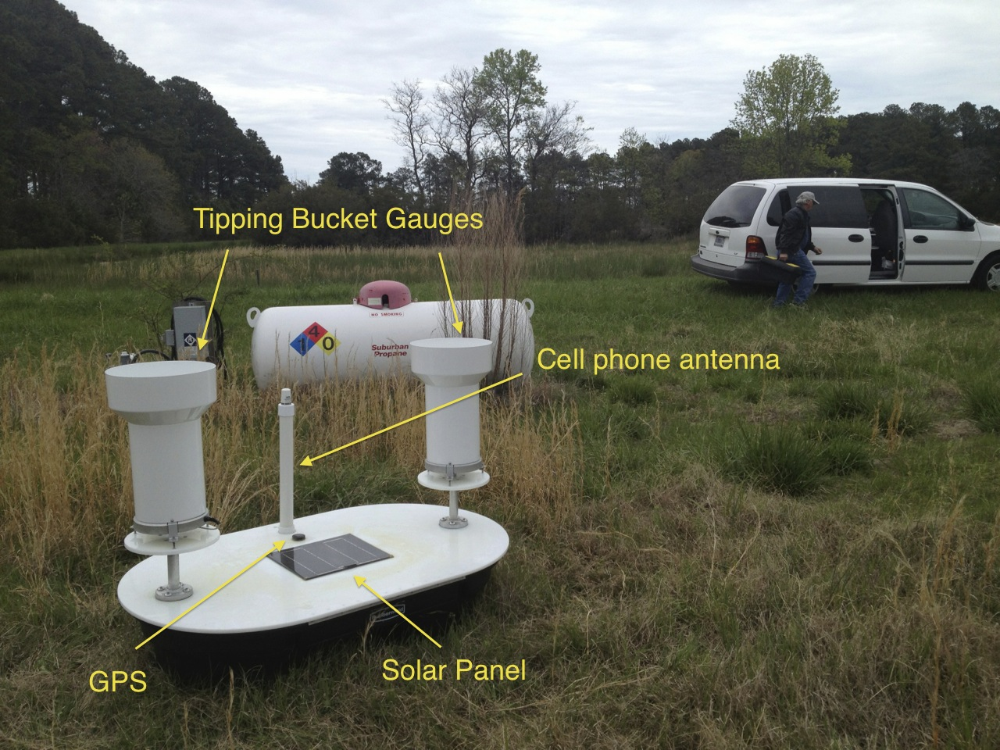 Tipping Bucket Gauges
NO SMOKING
4
1 0
Suburban
Propane
Cell phone antenna
GPS
Solar Panel